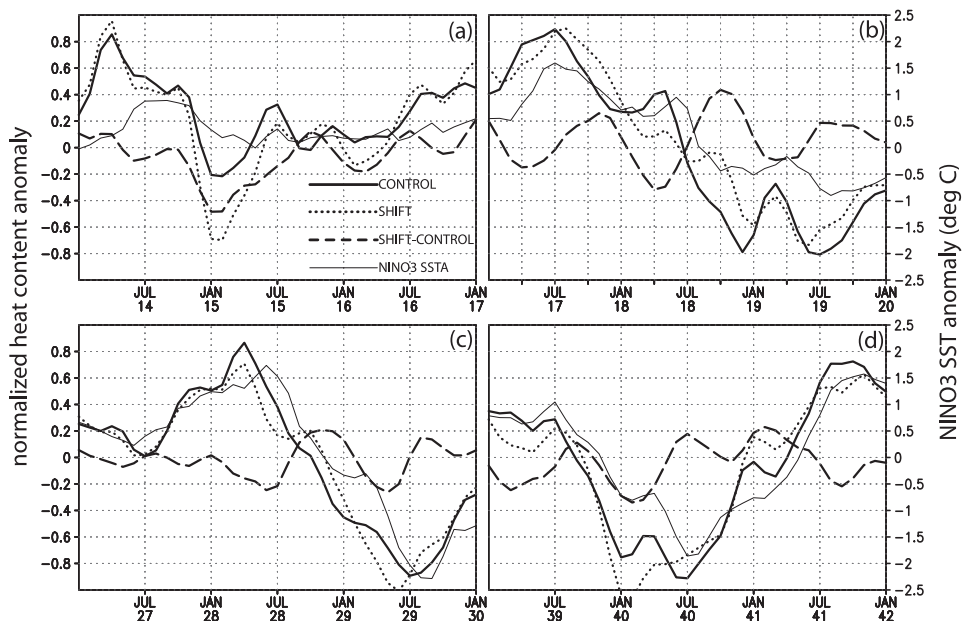 normalized heat content anomaly
NINO3 SST anomaly (deg C)
(a)
0.8
0.6
0.4
0.2
0
-0.2
-0.4
-0.6
-0.8
CONTROL
SHIFT
SHIFT-CONTROL
NINO3 SSTA
JUL JAN JUL JAN JUL JAN
14 15 15 16 16 17
(b)
2.5
2
1.5
1
0.5
0
-0.5
-1
-1.5
-2
-2.5
JUL JAN JUL JAN JUL JAN
17 18 18 19 19 20
(c)
0.8
0.6
0.4
0.2
0
-0.2
-0.4
-0.6
-0.8
JUL JAN JUL JAN JUL JAN
27 28 28 29 29 30
(d)
2.5
2
1.5
1
0.5
0
-0.5
-1
-1.5
-2
-2.5
JUL JAN JUL JAN JUL JAN
39 40 40 41 41 42